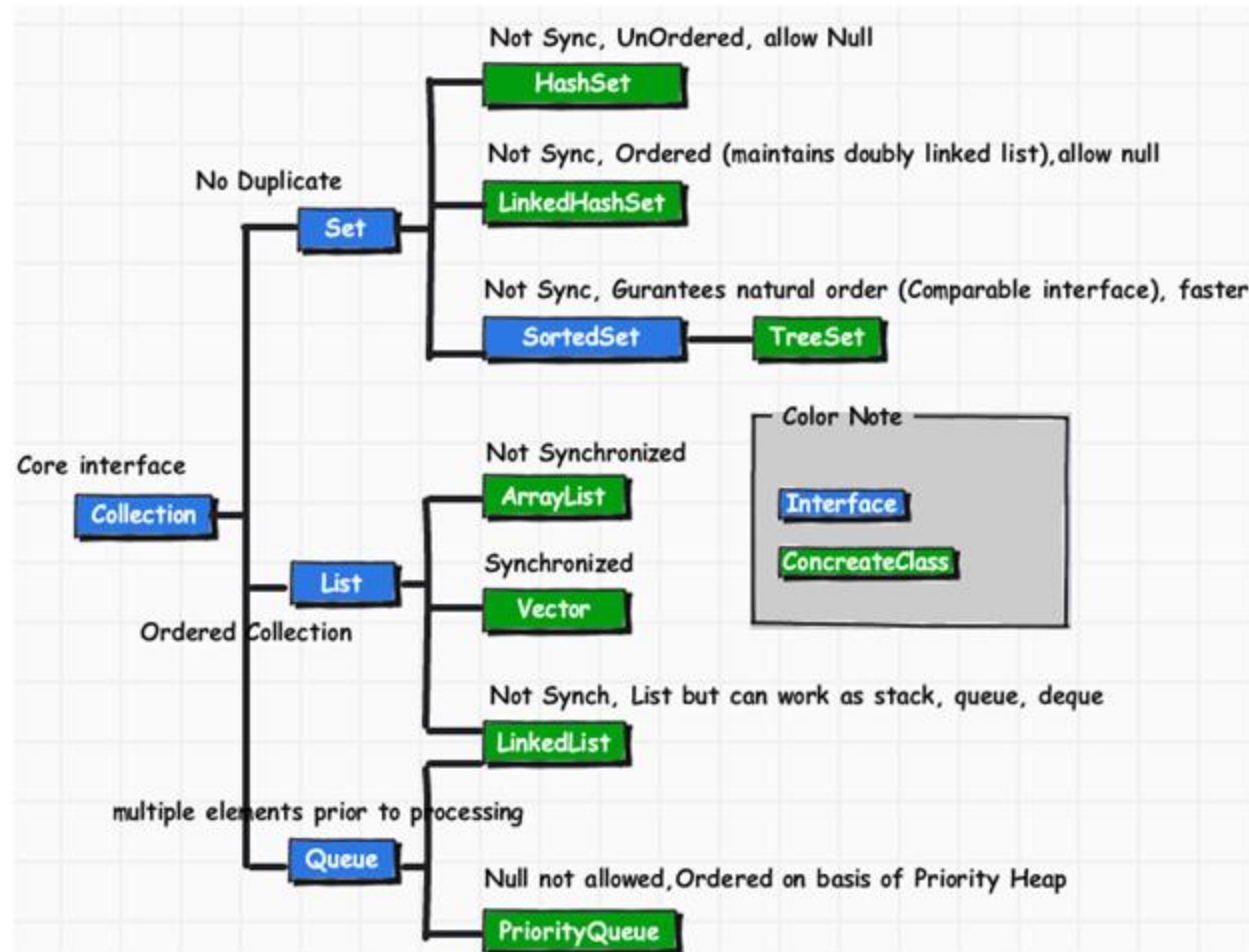 Not Sync, UnOrdered, allow Null
HashSet
Not Sync, Ordered (maintains doubly linked list),allow null
LinkedHashSet
No Duplicate
Set
Not Sync, Gurantees natural order (Comparable interface), faster
SortedSet
TreeSet
Color Note
Interface
ConcreateClass
Core interface
Collection
Not Synchronized
ArrayList
Synchronized
Vector
List
Ordered Collection
Not Synch, List but can work as stack, queue, deque
LinkedList
multiple elements prior to processing
Queue
Null not allowed,Ordered on basis of Priority Heap
PriorityQueue